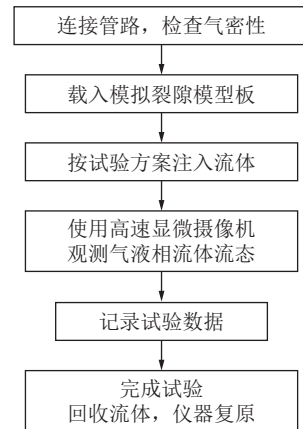 连接管路，检查气密性
载入模拟裂隙模型板
按试验方案注入流体
使用高速显微摄像机
观测气液相流体流态
记录试验数据
完成试验
回收流体，仪器复原